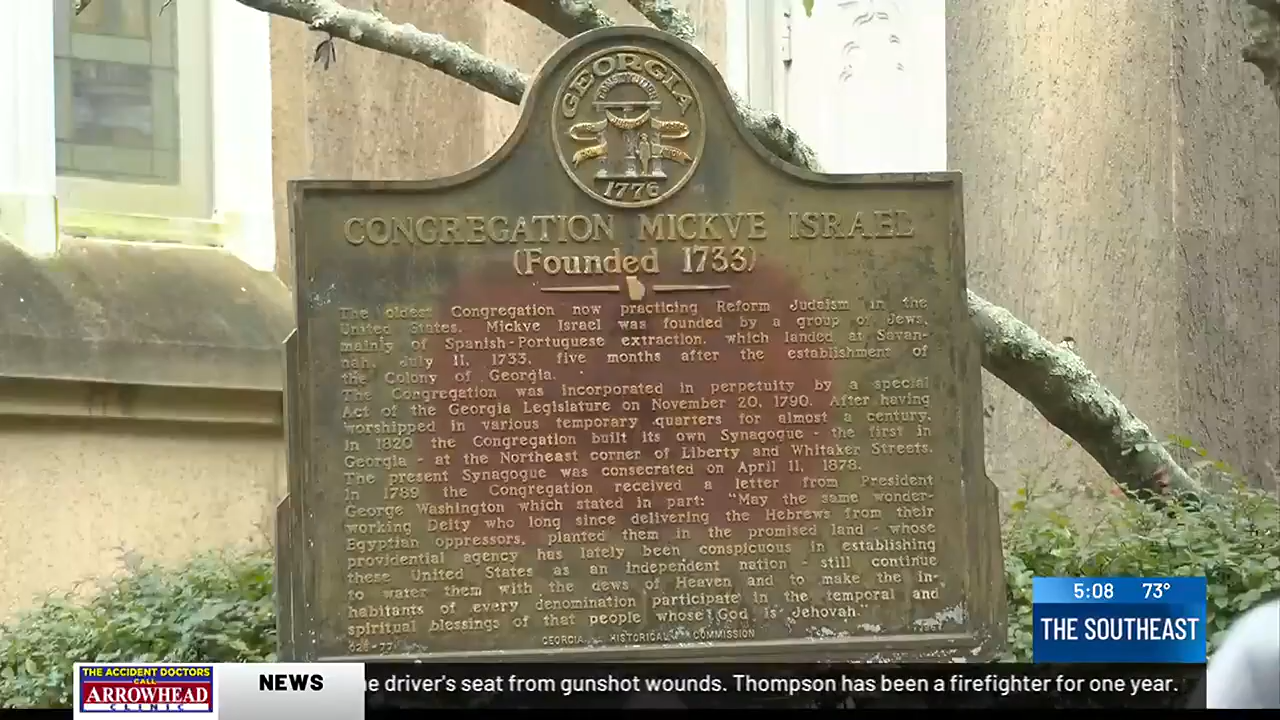 GEORGIA
CONSTITUTION
1776
CONGREGATION MICKVE ISRAEL
(Founded 1733)
The oldest Congregation now practicing Reform Judaism in the
United States, Mickve Israel was founded by a group of Jews,
mainly of Spanish-Portuguese extraction, which landed at Savan-
nah, July 11, 1733, five months after the establishment of
the Colony of Georgia.
The Congregation was incorporated in perpetuity by a special
Act of the Georgia Legislature on November 20, 1790. After having
worshipped in various temporary quarters for almost a century,
in 1820 the Congregation built its own Synagogue - the first in
Georgia - at the Northeast corner of Liberty and Whitaker Streets.
The present Synagogue was consecrated on April 11, 1878.
In 1789 the Congregation received a letter from President
George Washington which stated in part: "May the same wonder-
working Deity who long since delivering the Hebrews from their
Egyptian oppressors, planted them in the promised land - whose
providential agency has lately been conspicuous in establishing
these United States as an independent nation - still continue
to water them with the dews of Heaven and to make the in-
habitants of every denomination participate in the temporal and
spiritual blessings of that people whose God is Jehovah."
GEORGIA HISTORICAL COMMISSION
5:08 73°
THE SOUTHEAST
THE ACCIDENT DOCTORS
CALL
ARROWHEAD
CLINIC
NEWS
e driver's seat from gunshot wounds. Thompson has been a firefighter for one year.